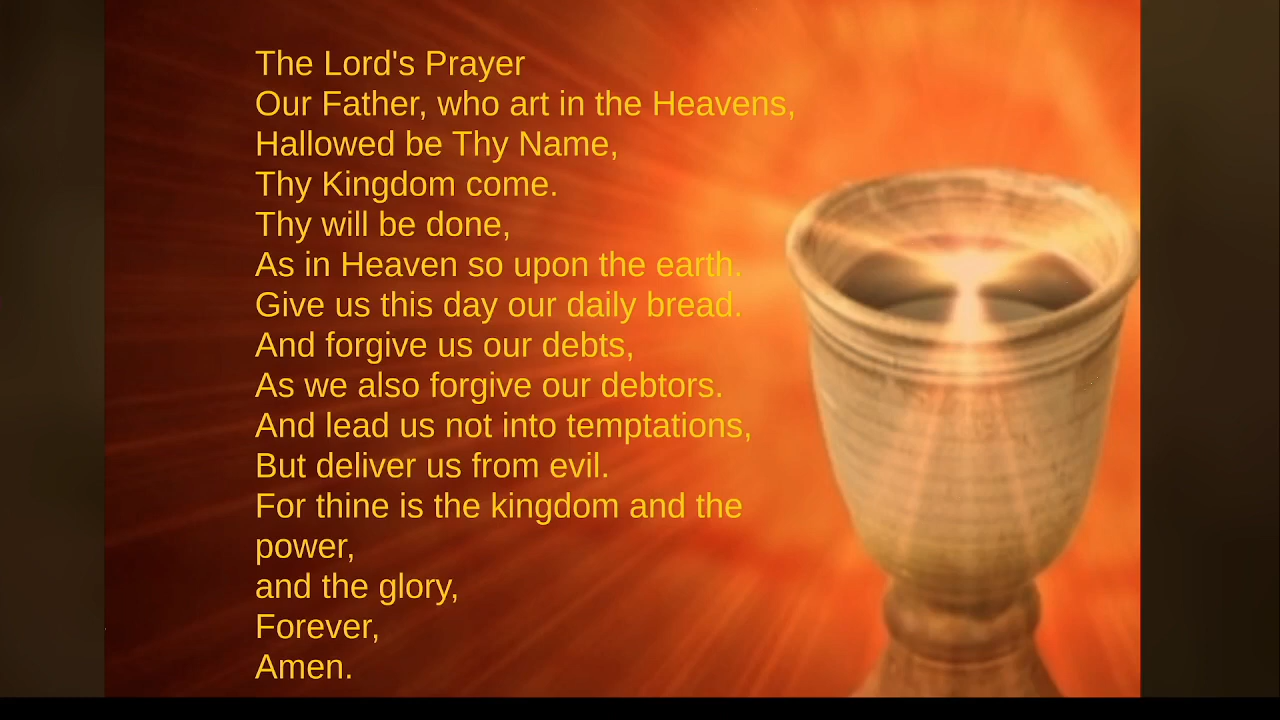 The Lord's Prayer
Our Father, who art in the Heavens,
Hallowed be Thy Name,
Thy Kingdom come.
Thy will be done,
As in Heaven so upon the earth.
Give us this day our daily bread.
And forgive us our debts,
As we also forgive our debtors.
And lead us not into temptations,
But deliver us from evil.
For thine is the kingdom and the
power,
and the glory,
Forever,
Amen.